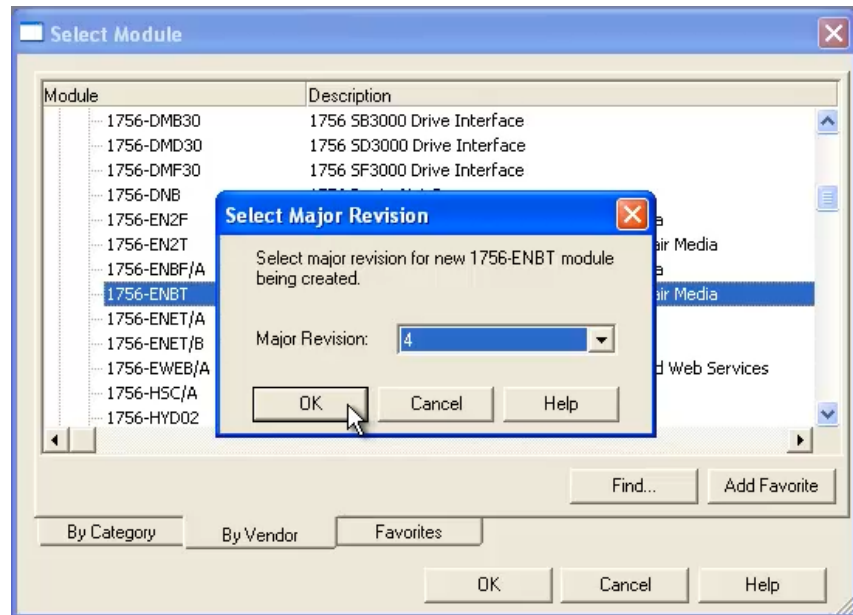 Select Module
Module Description
1756-DMB30 1756 SB3000 Drive Interface
1756-DMD30 1756 SD3000 Drive Interface
1756-DMF30 1756 SF3000 Drive Interface
1756-DNB
1756-EN2F
1756-EN2T air Media
1756-ENBF/A
1756-ENBT air Media
1756-ENET/A
1756-ENET/B
1756-EWEB/A d Web Services
1756-HSC/A
1756-HYD02
Select Major Revision
Select major revision for new 1756-ENBT module
being created.
Major Revision: 4
OK Cancel Help
Find... Add Favorite
By Category By Vendor Favorites
OK Cancel Help